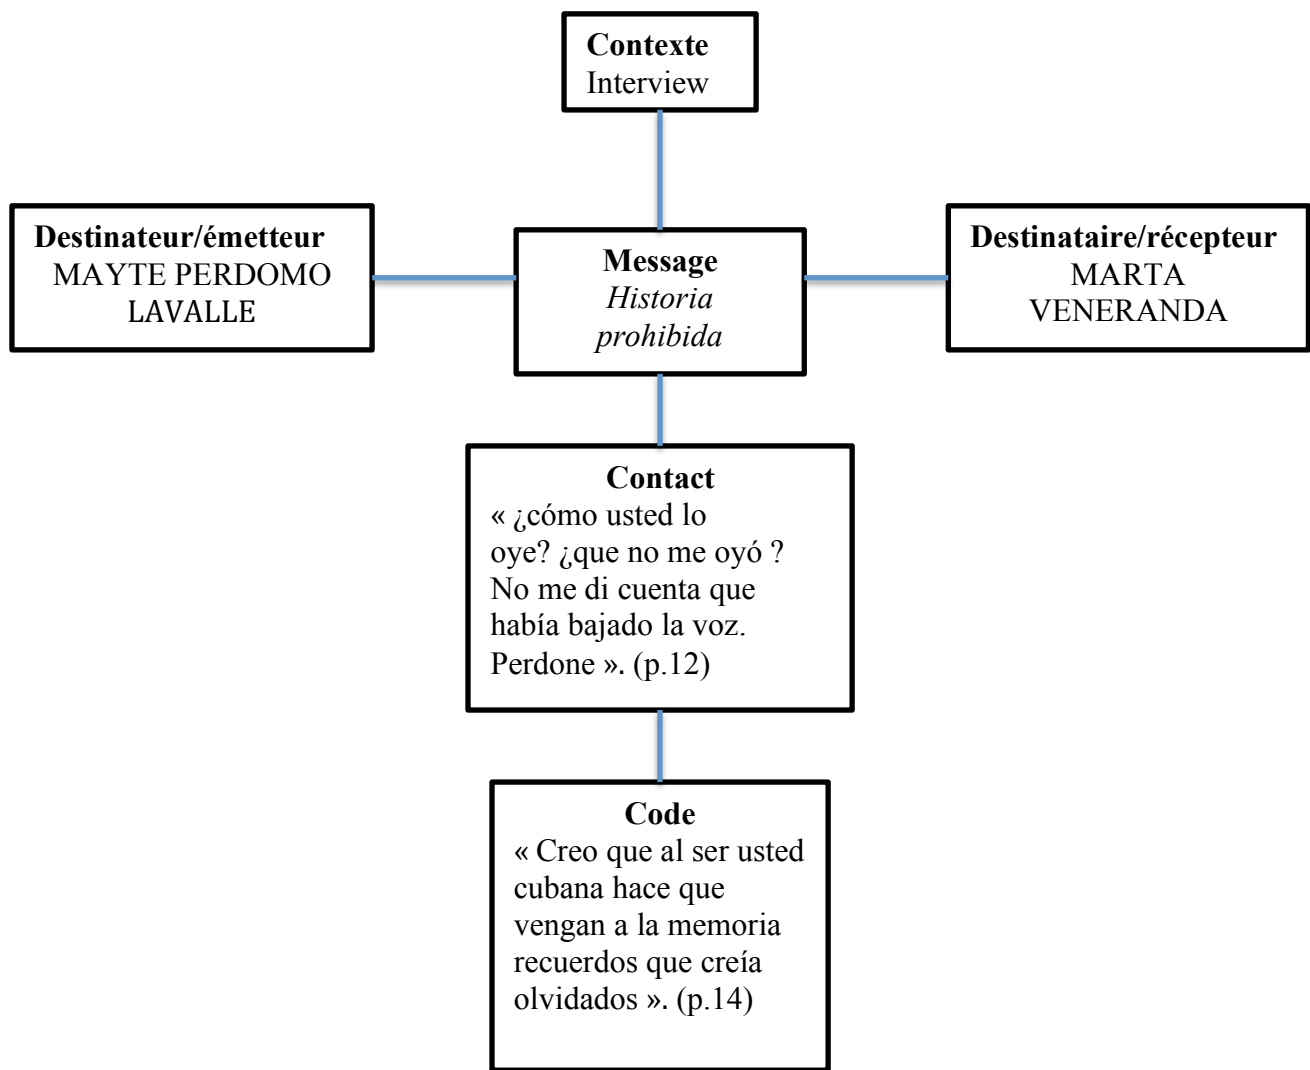 Contexte
Interview
Destinateur/émetteur
MAYTE PERDOMO
LAVALLE
Message
Historia
prohibida
Destinataire/récepteur
MARTA
VENERANDA
Contact
« ¿cómo usted lo
oye? ¿que no me oyó ?
No me di cuenta que
había bajado la voz.
Perdone ». (p.12)
Code
« Creo que al ser usted
cubana hace que
vengan a la memoria
recuerdos que creía
olvidados ». (p.14)